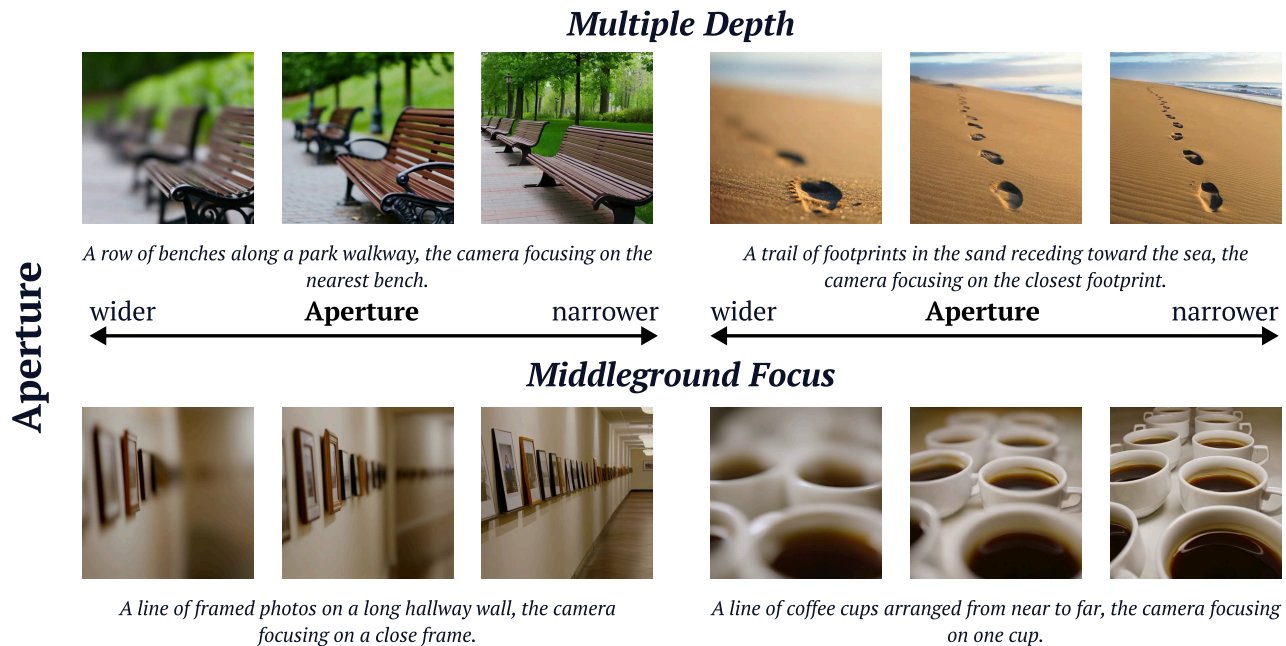 Multiple Depth
A row of benches along a park walkway, the camera focusing on the
nearest bench.
A trail of footprints in the sand receding toward the sea, the
camera focusing on the closest footprint.
wider Aperture narrower
wider Aperture narrower
Aperture
Middleground Focus
A line of framed photos on a long hallway wall, the camera
focusing on a close frame.
A line of coffee cups arranged from near to far, the camera focusing
on one cup.